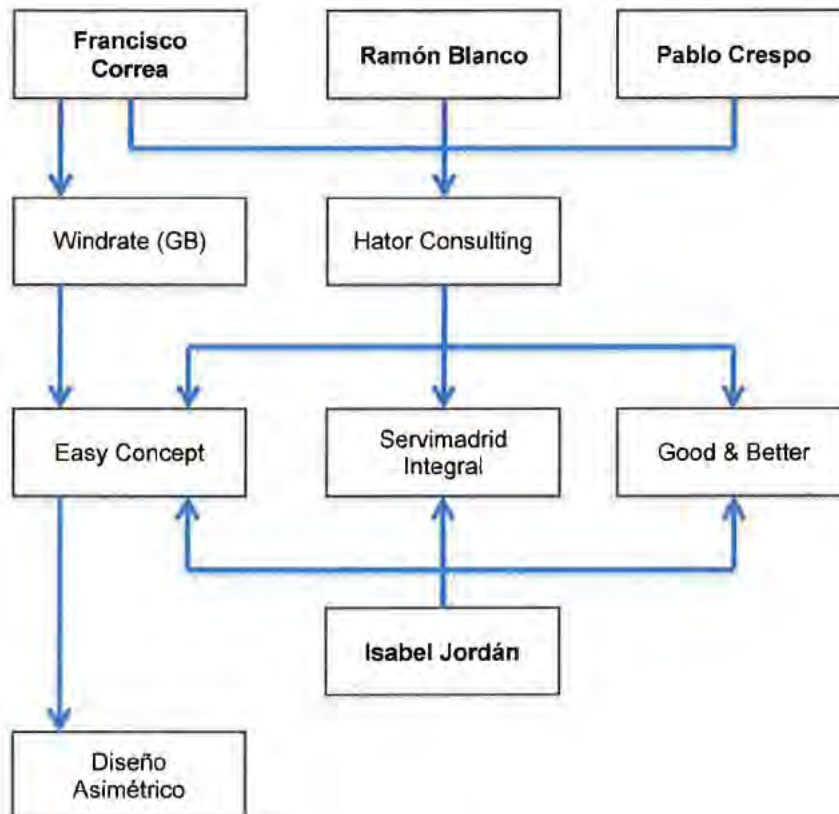 Francisco
Correa
Ramón Blanco
Pablo Crespo
Windrate (GB)
Hator Consulting
Easy Concept
Servimadrid
Integral
Good & Better
Isabel Jordán
Diseño
Asimétrico